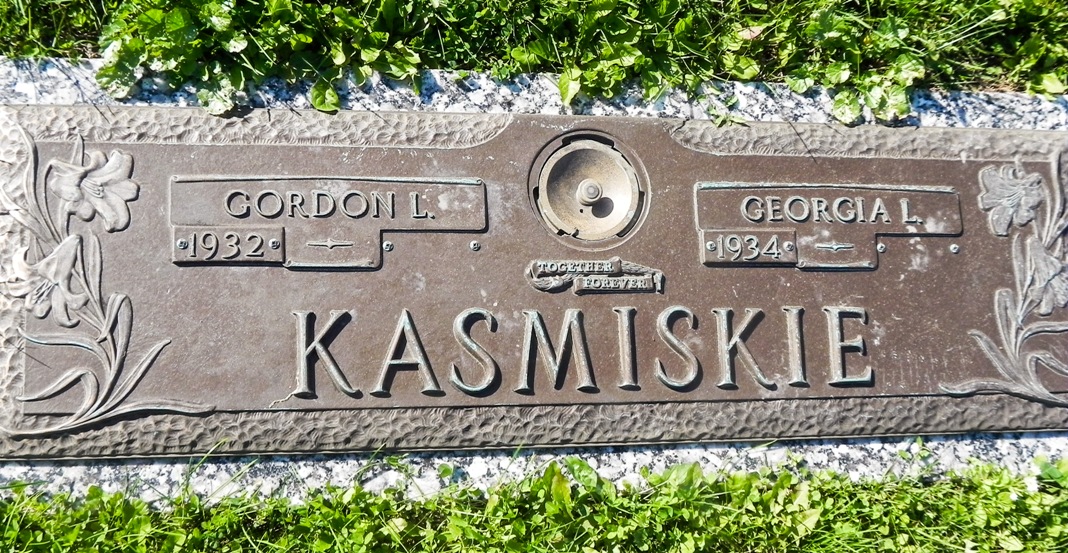 GORDON L.
1932
GEORGIA L.
1934
TOGETHER
FOREVER
KASMISKIE